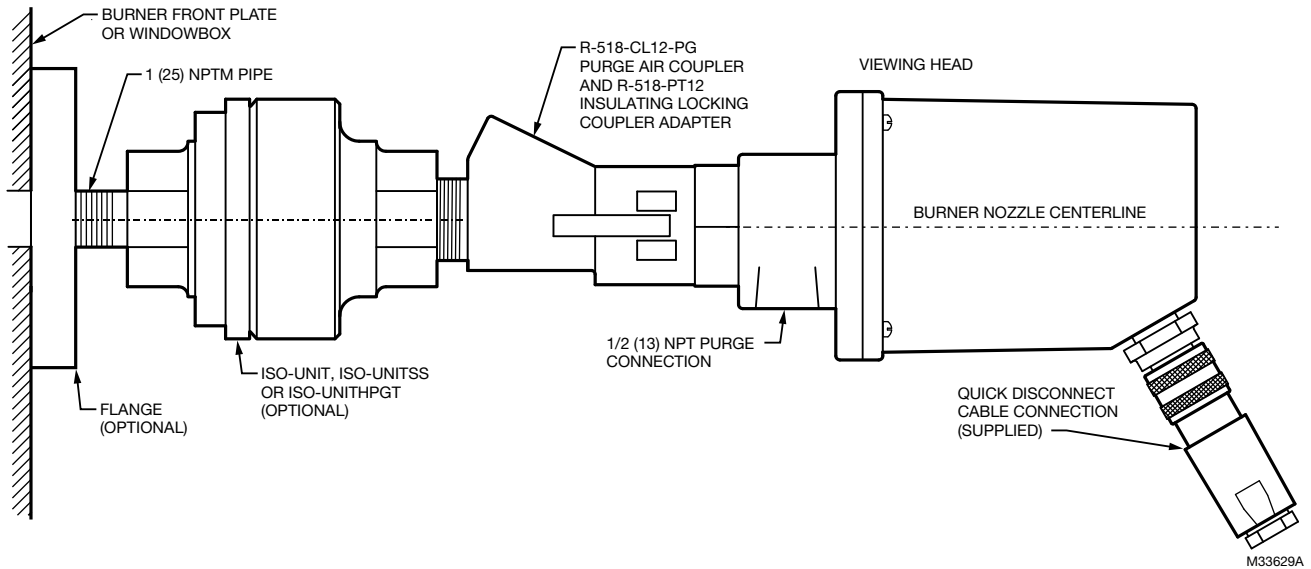 BURNER FRONT PLATE
OR WINDOWBOX
1 (25) NPTM PIPE
R-518-CL12-PG
PURGE AIR COUPLER
AND R-518-PT12
INSULATING LOCKING
COUPLER ADAPTER
VIEWING HEAD
BURNER NOZZLE CENTERLINE
1/2 (13) NPT PURGE
CONNECTION
ISO-UNIT, ISO-UNITSS
OR ISO-UNITHPGT
(OPTIONAL)
FLANGE
(OPTIONAL)
QUICK DISCONNECT
CABLE CONNECTION
(SUPPLIED)
M33629A